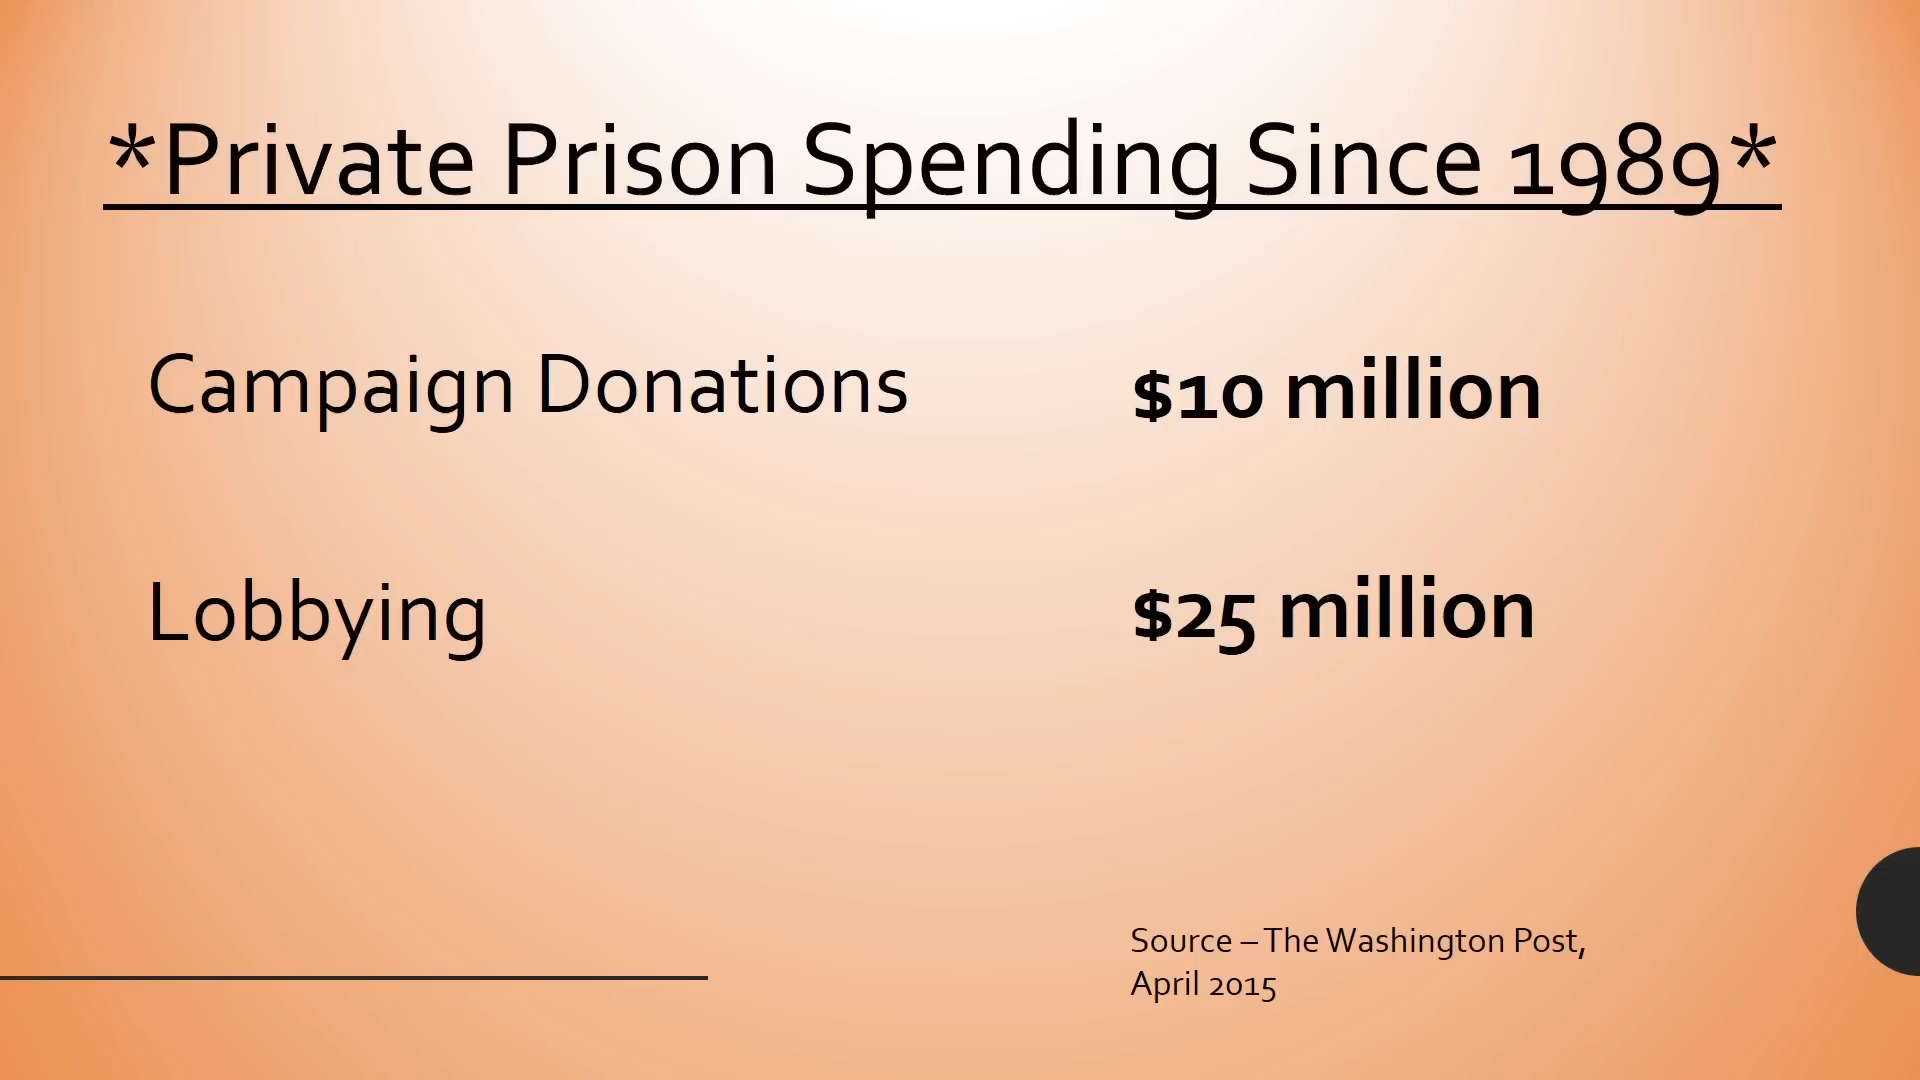 *Private Prison Spending Since 1989*
Campaign Donations
$10 million
Lobbying
$25 million
Source – The Washington Post,
April 2015